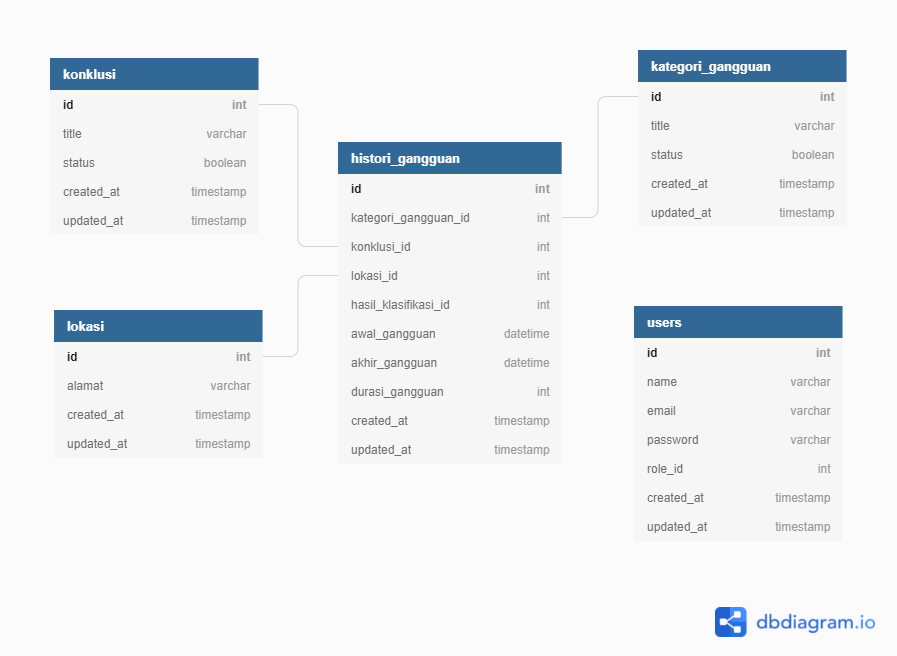 konklusi
id int
title varchar
status boolean
created_at timestamp
updated_at timestamp
lokasi
id int
alamat varchar
created_at timestamp
updated_at timestamp
histori_gangguan
id int
kategori_gangguan_id int
konklusi_id int
lokasi_id int
hasil_klasifikasi_id int
awal_gangguan datetime
akhir_gangguan datetime
durasi_gangguan int
created_at timestamp
updated_at timestamp
kategori_gangguan
id int
title varchar
status boolean
created_at timestamp
updated_at timestamp
users
id int
name varchar
email varchar
password varchar
role_id int
created_at timestamp
updated_at timestamp
dbdiagram.io